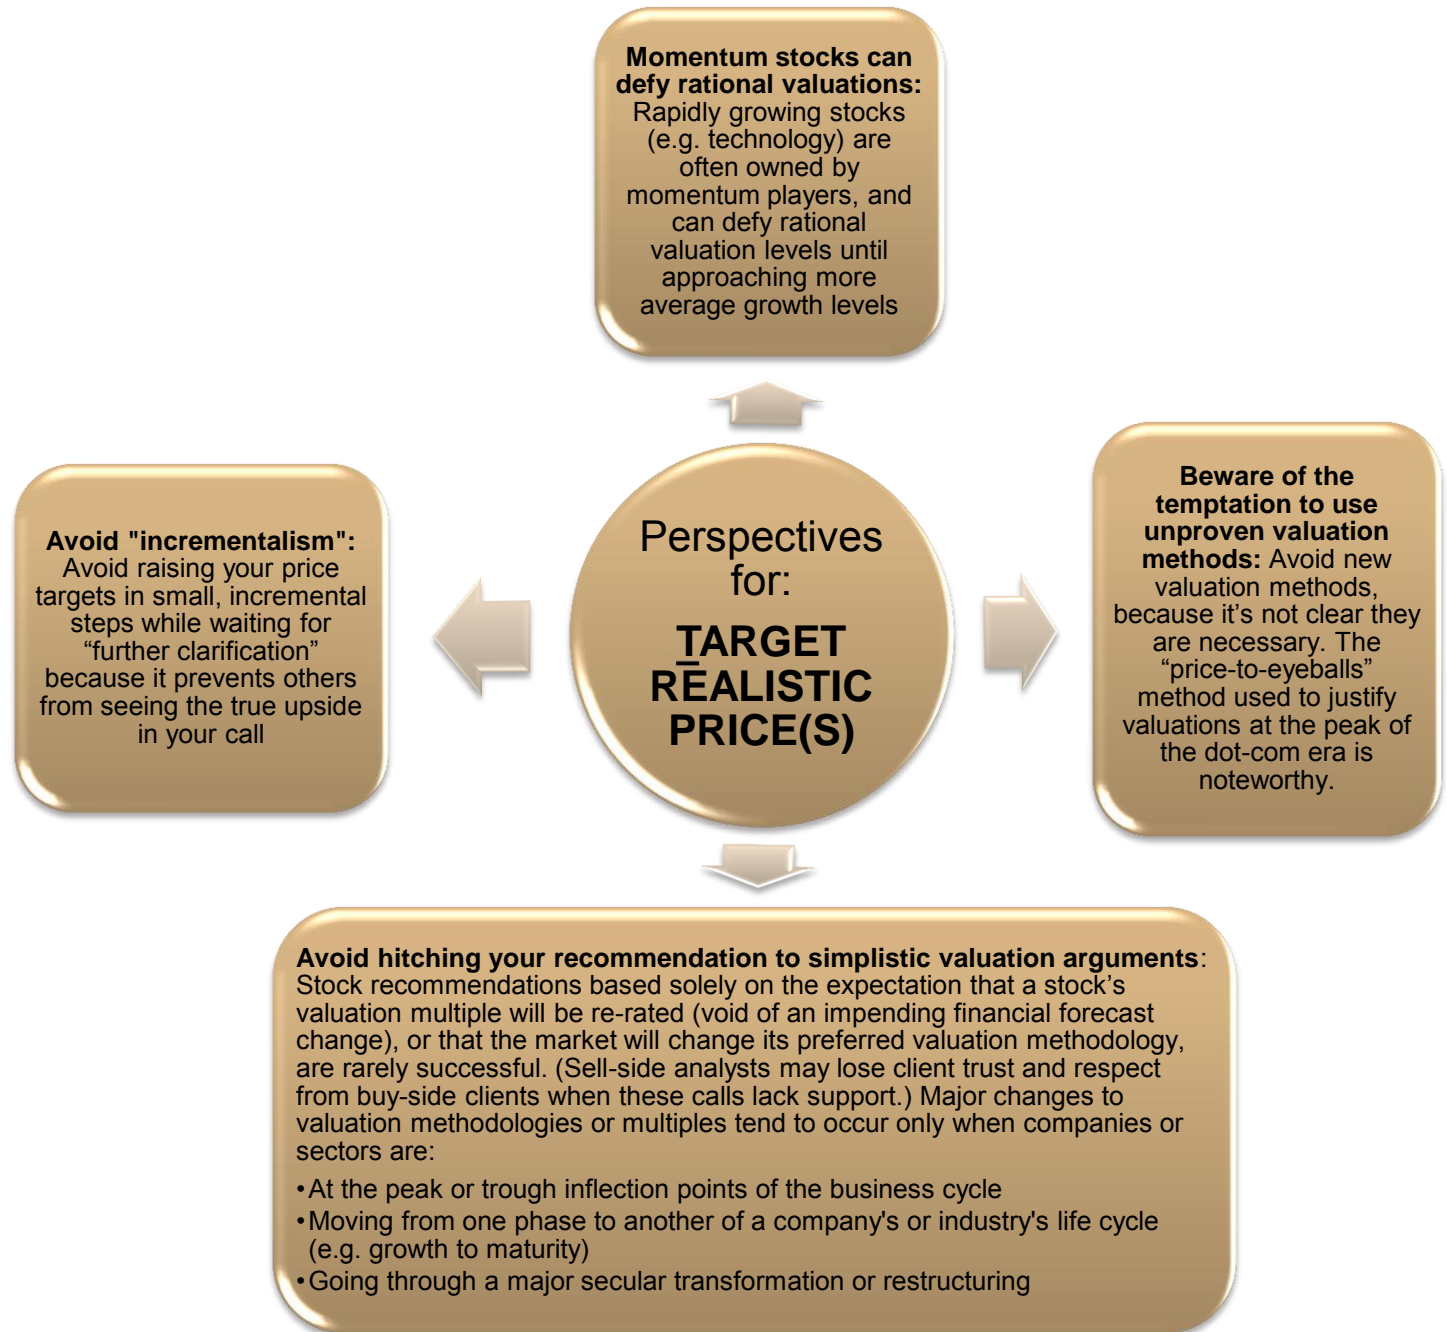 Momentum stocks can
defy rational valuations:
Rapidly growing stocks
(e.g. technology) are
often owned by
momentum players, and
can defy rational
valuation levels until
approaching more
average growth levels
Avoid "incrementalism":
Avoid raising your price
targets in small, incremental
steps while waiting for
“further clarification”
because it prevents others
from seeing the true upside
in your call
Perspectives
for:
TARGET
REALISTIC
PRICE(S)
Beware of the
temptation to use
unproven valuation
methods: Avoid new
valuation methods,
because it’s not clear they
are necessary. The
“price-to-eyeballs”
method used to justify
valuations at the peak of
the dot-com era is
noteworthy.
Avoid hitching your recommendation to simplistic valuation arguments:
Stock recommendations based solely on the expectation that a stock’s
valuation multiple will be re-rated (void of an impending financial forecast
change), or that the market will change its preferred valuation methodology,
are rarely successful. (Sell-side analysts may lose client trust and respect
from buy-side clients when these calls lack support.) Major changes to
valuation methodologies or multiples tend to occur only when companies or
sectors are:
•At the peak or trough inflection points of the business cycle
•Moving from one phase to another of a company's or industry's life cycle
(e.g. growth to maturity)
•Going through a major secular transformation or restructuring